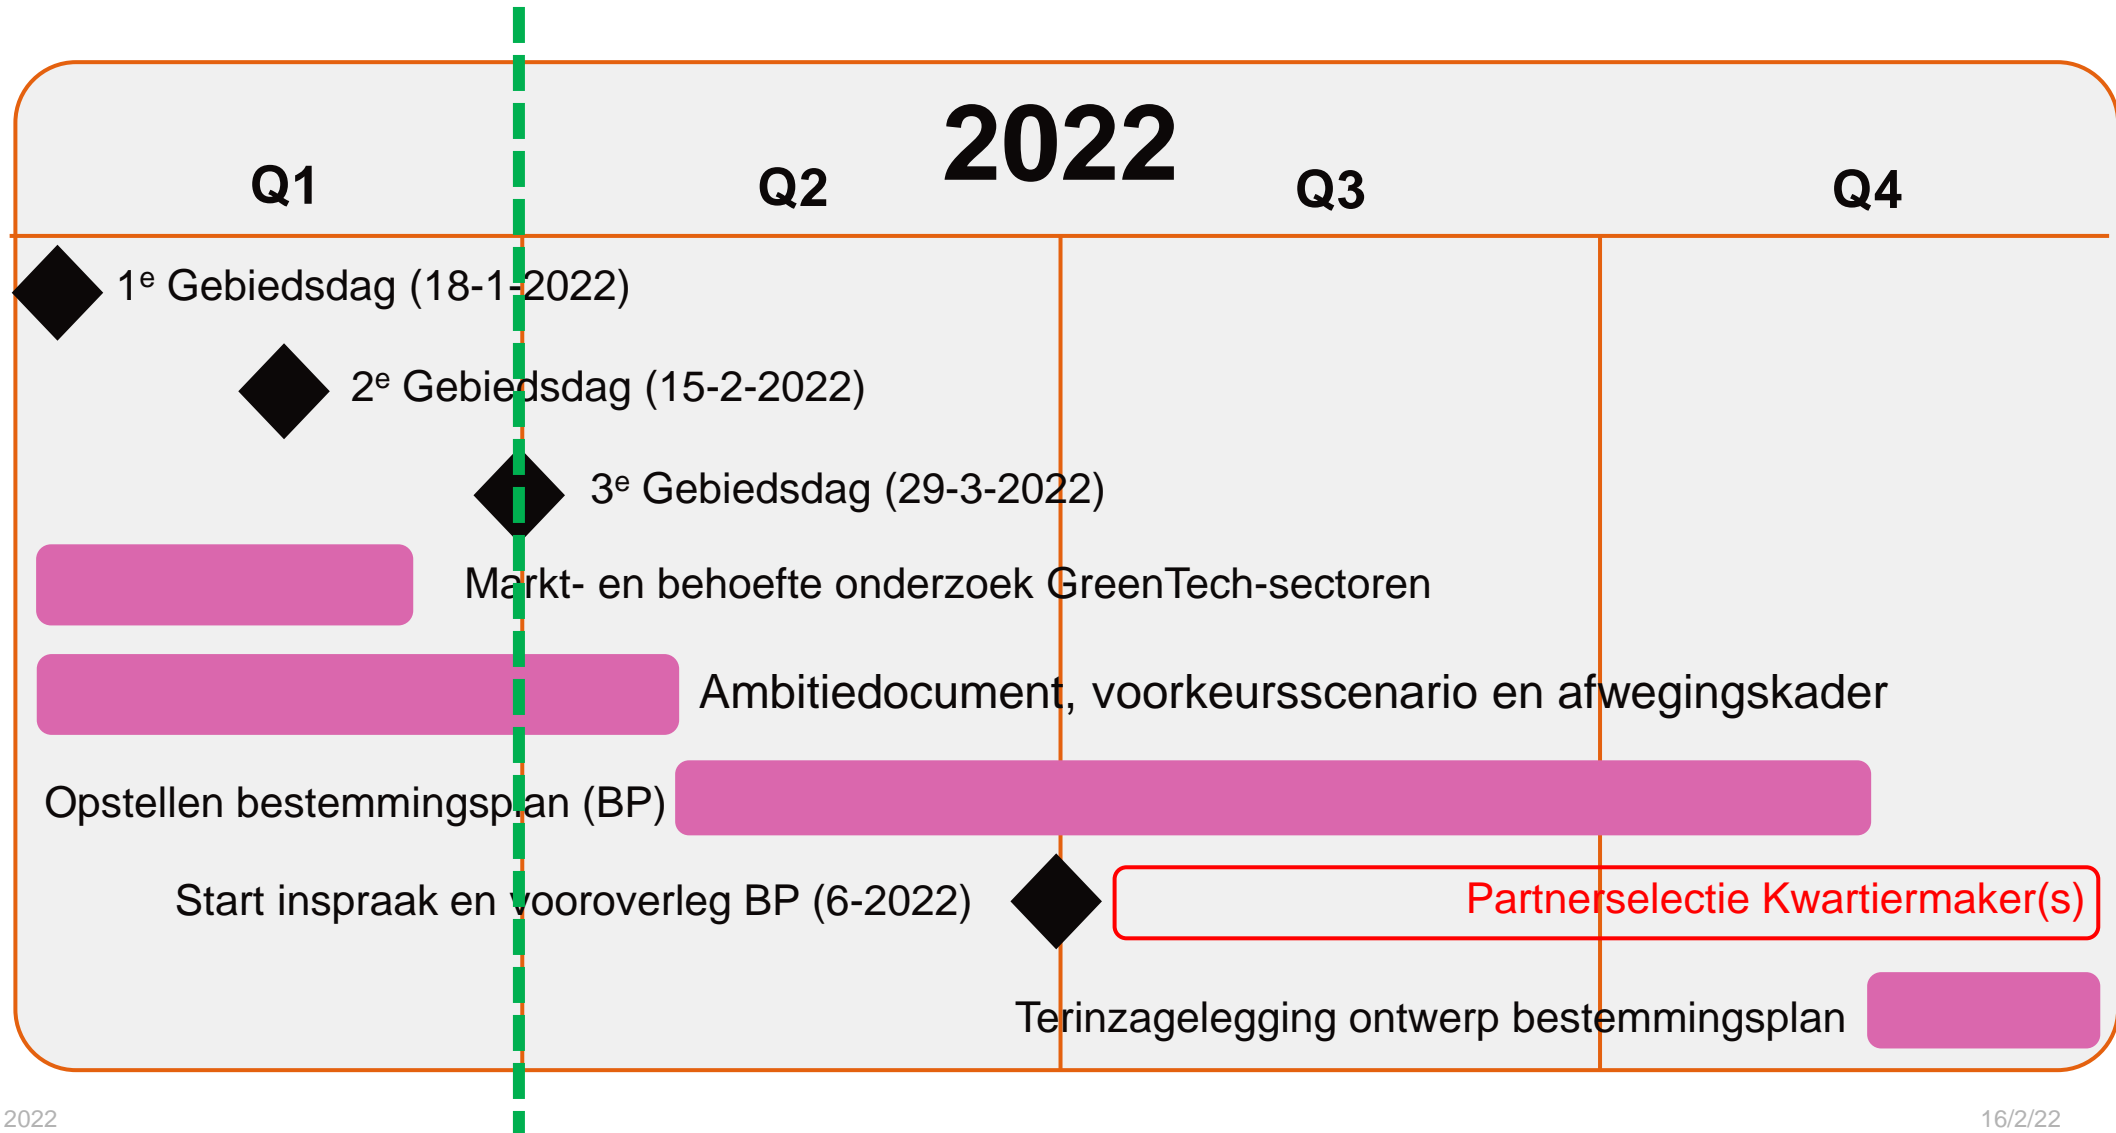 2022
Q1
Q2
Q3
Q4
1e Gebiedsdag (18-1-2022)
2e Gebiedsdag (15-2-2022)
3e Gebiedsdag (29-3-2022)
Markt- en behoefte onderzoek GreenTech-sectoren
Ambitiedocument, voorkeursscenario en afwegingskader
Opstellen bestemmingsplan (BP)
Start inspraak en vooroverleg BP (6-2022)
Partnerselectie Kwartiermaker(s)
Terinzagelegging ontwerp bestemmingsplan
2022
16/2/22